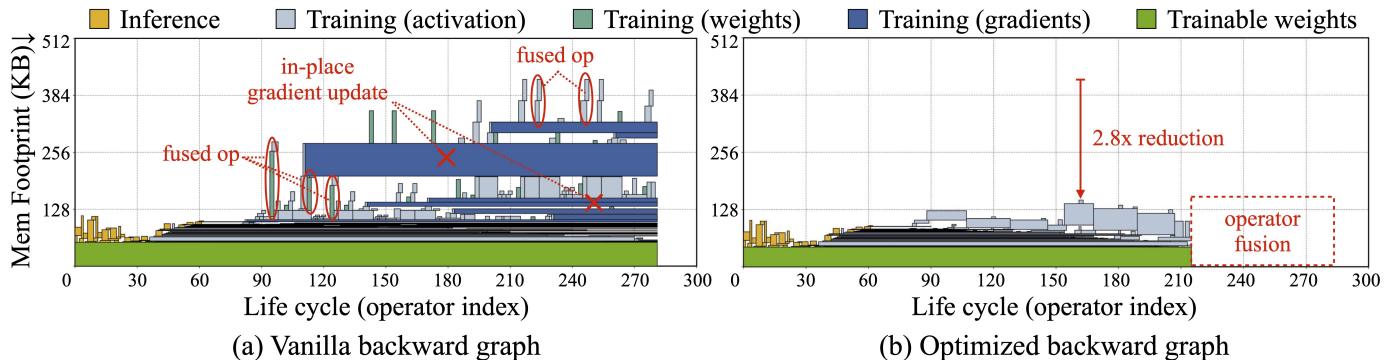 Inference Training (activation) Training (weights) Training (gradients) Trainable weights
Mem Footprint (KB)↓
512
384
256
128
0
30
60
90
120
150
180
210
240
270
300
in-place
gradient update
fused op
fused op
Life cycle (operator index)
(a) Vanilla backward graph
512
384
256
128
0
30
60
90
120
150
180
210
240
270
300
2.8x reduction
operator
fusion
Life cycle (operator index)
(b) Optimized backward graph